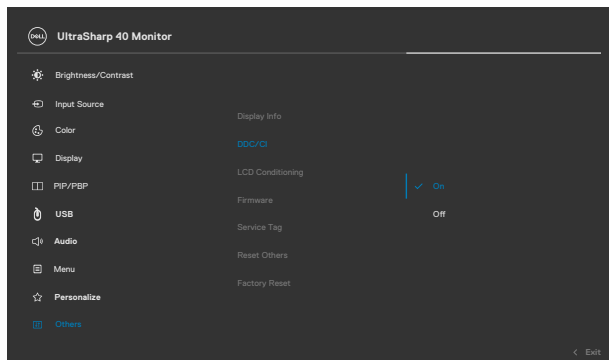 DELL
UltraSharp 40 Monitor
Brightness/Contrast
Input Source
Color
Display
PIP/PBP
USB
Audio
Menu
Personalize
Others
Display Info
DDC/CI
LCD Conditioning
Firmware
Service Tag
Reset Others
Factory Reset
On
Off
Exit